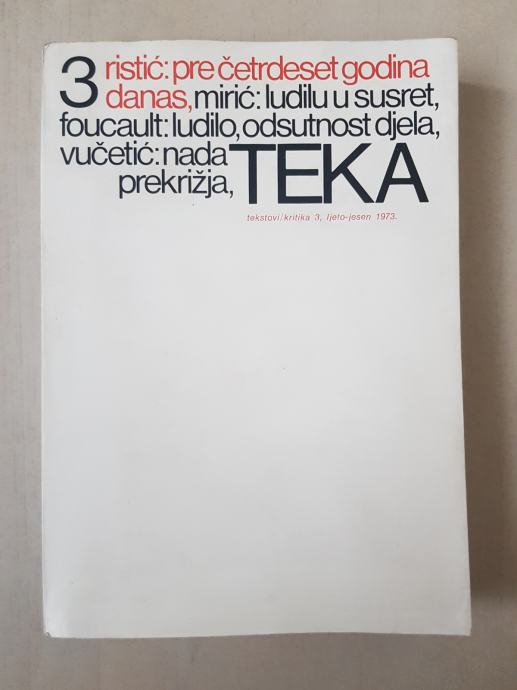 3 ristić: pre četrdeset godina
danas, mirić: ludilu u susret,
foucault: ludilo, odsutnost djela,
vučetić: nada
prekrižja, TEKA
tekstovi/kritika 3, ljeto-jesen 1973.